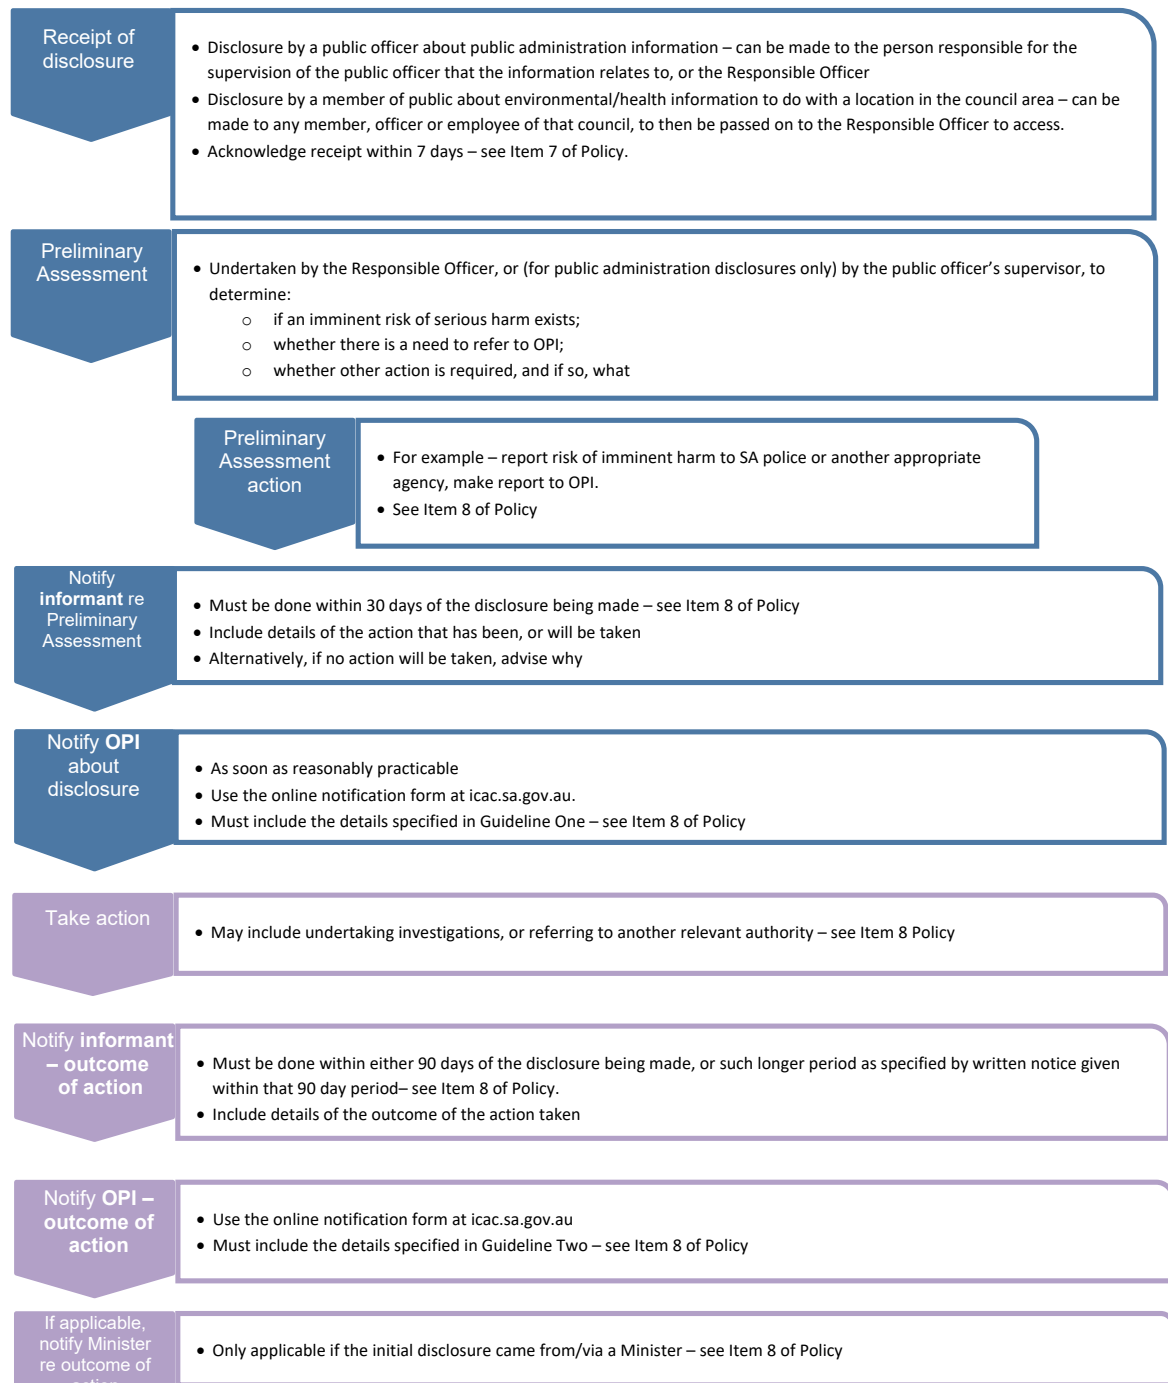 Receipt of
disclosure
• Disclosure by a public officer about public administration information – can be made to the person responsible for the
supervision of the public officer that the information relates to, or the Responsible Officer
• Disclosure by a member of public about environmental/health information to do with a location in the council area – can be
made to any member, officer or employee of that council, to then be passed on to the Responsible Officer to access.
• Acknowledge receipt within 7 days – see Item 7 of Policy.
Preliminary
Assessment
• Undertaken by the Responsible Officer, or (for public administration disclosures only) by the public officer's supervisor, to
determine:
o if an imminent risk of serious harm exists;
o whether there is a need to refer to OPI;
o whether other action is required, and if so, what
Preliminary
Assessment
action
• For example – report risk of imminent harm to SA police or another appropriate
agency, make report to OPI.
• See Item 8 of Policy
Notify
informant re
Preliminary
Assessment
• Must be done within 30 days of the disclosure being made – see Item 8 of Policy
• Include details of the action that has been, or will be taken
• Alternatively, if no action will be taken, advise why
Notify OPI
about
disclosure
• As soon as reasonably practicable
• Use the online notification form at icac.sa.gov.au.
• Must include the details specified in Guideline One – see Item 8 of Policy
Take action
• May include undertaking investigations, or referring to another relevant authority – see Item 8 Policy
Notify informant
– outcome
of action
• Must be done within either 90 days of the disclosure being made, or such longer period as specified by written notice given
within that 90 day period– see Item 8 of Policy.
• Include details of the outcome of the action taken
Notify OPI –
outcome of
action
• Use the online notification form at icac.sa.gov.au
• Must include the details specified in Guideline Two – see Item 8 of Policy
If applicable,
notify Minister
re outcome of
• Only applicable if the initial disclosure came from/via a Minister – see Item 8 of Policy